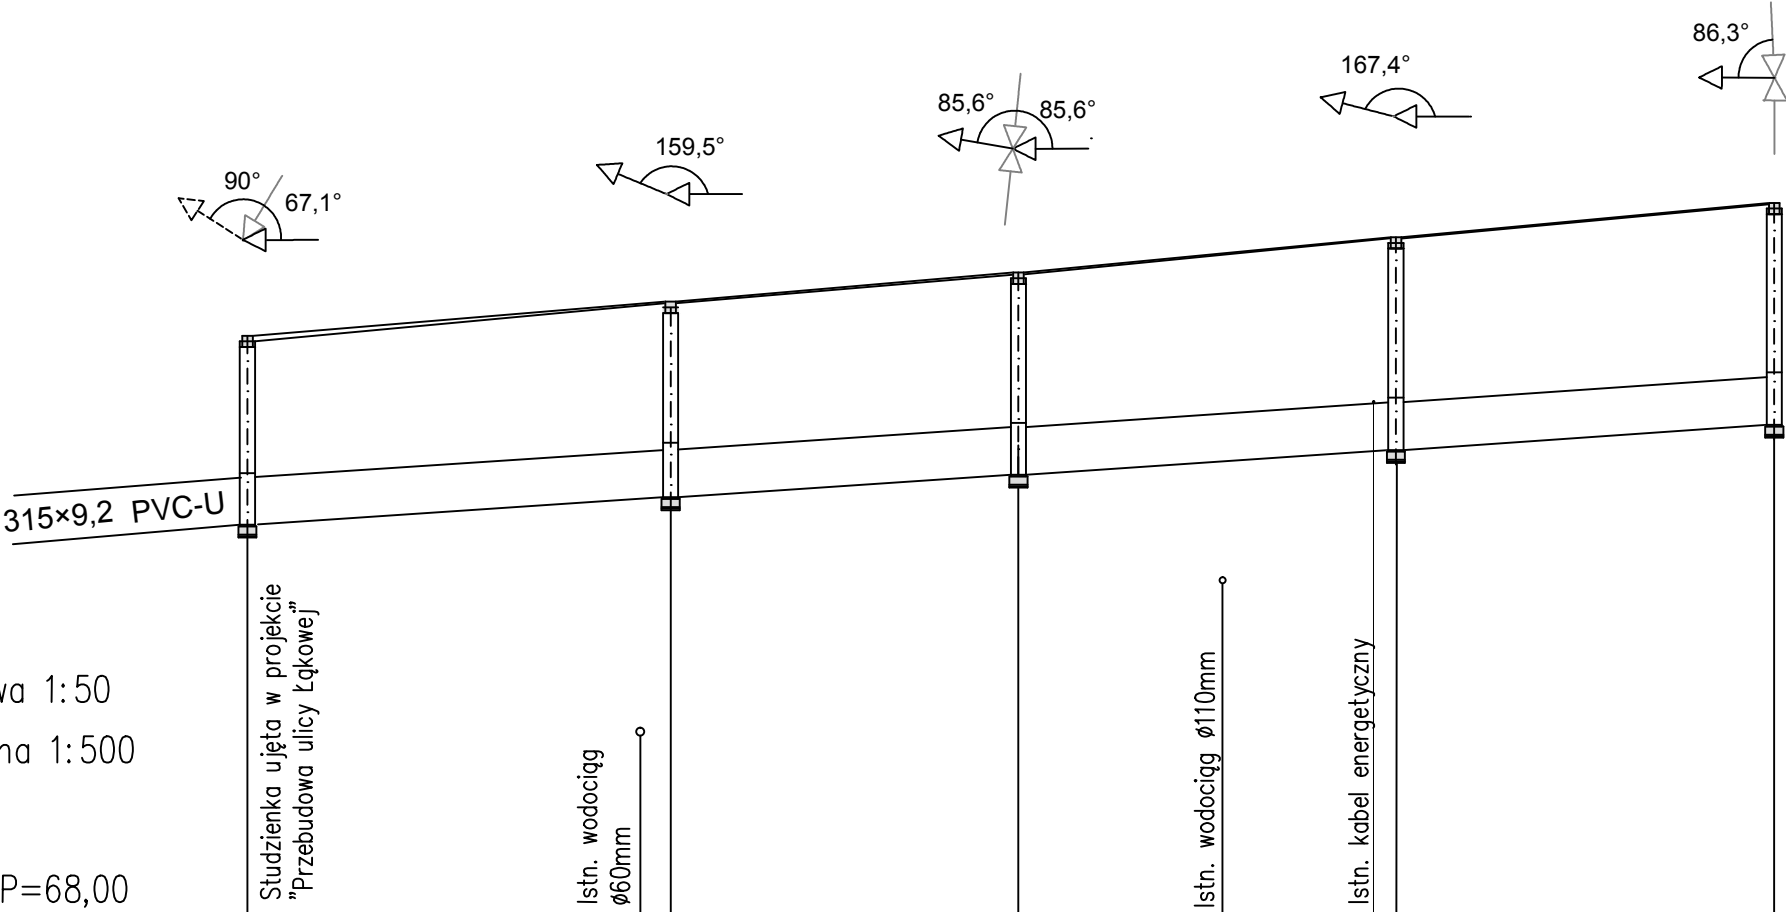 86,3°
167,4°
85,6° 85,6°
159,5°
90°
67,1°
315×9,2 PVC-U
Studzienka ujęta w projekcie
"Przebudowa ulicy Łąkowej"
Istn. wodociąg
ø60mm
Istn. wodociąg ø110mm
Istn. kabel energetyczny
1:50
1:500
P=68,00